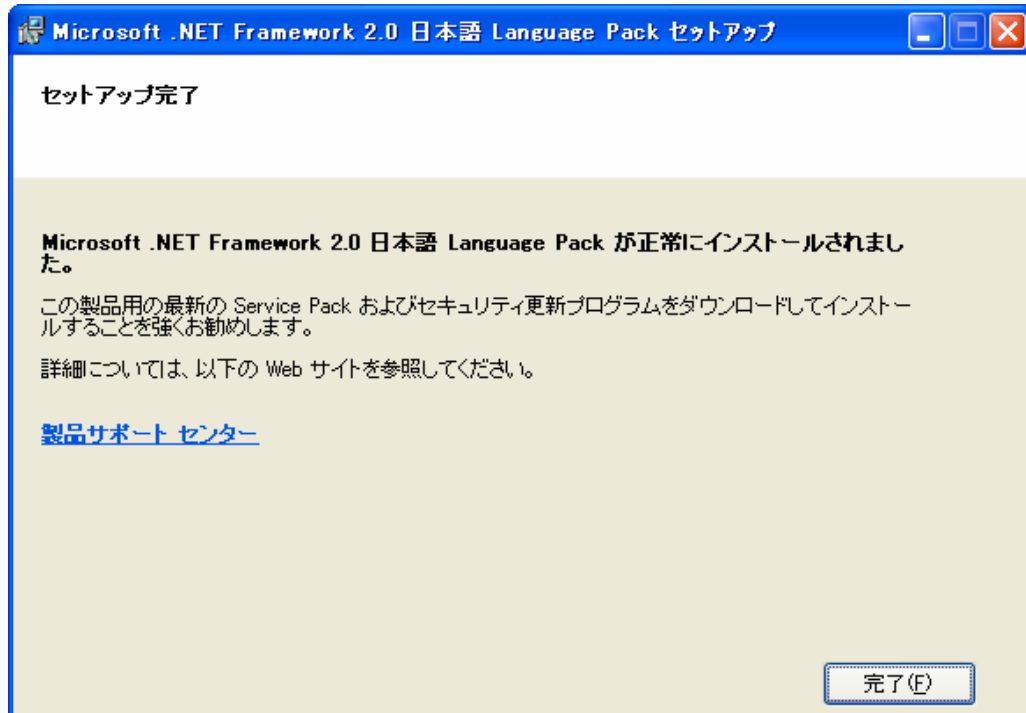 Microsoft .NET Framework 2.0 日本語 Language Pack セットアップ
セットアップ完了
Microsoft .NET Framework 2.0 日本語 Language Pack が正常にインストールされまし
た。
この製品用の最新の Service Pack およびセキュリティ更新プログラムをダウンロードしてインストー
ルすることを強くお勧めします。
詳細については、以下の Web サイトを参照してください。
製品サポート センター
完了(F)